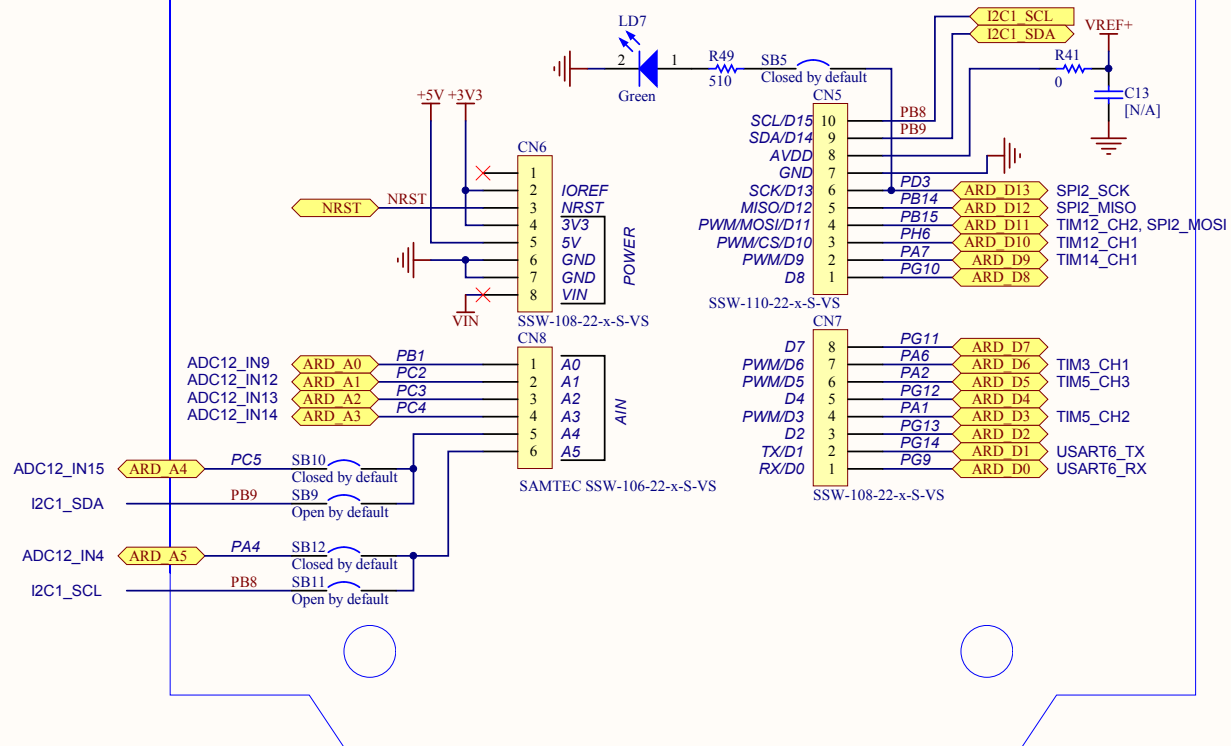 LD7
2 1
Green
R49
510
SB5
Closed by default
I2C1_SCL
I2C1_SDA
VREF+
R41
0
C13
[N/A]
+5V +3V3
CN6
1
2 IOREF
NRST NRST 3 NRST
4 3V3
5 5V
6 GND
7 GND
8 VIN
POWER
VIN
SSW-108-22-x-S-VS
CN5
SCL/D15 10 PB8
SDA/D14 9 PB9
AVDD 8
GND 7
SCK/D13 6 PD3 ARD_D13 SPI2_SCK
MISO/D12 5 PB14 ARD_D12 SPI2_MISO
PWM/MOSI/D11 4 PB15 ARD_D11 TIM12_CH2, SPI2_MOSI
PWM/CS/D10 3 PH6 ARD_D10 TIM12_CH1
PWM/D9 2 PA7 ARD_D9 TIM14_CH1
D8 1 PG10 ARD_D8
SSW-110-22-x-S-VS
CN8
ADC12_IN9 ARD_A0 PB1 1 A0
ADC12_IN12 ARD_A1 PC2 2 A1
ADC12_IN13 ARD_A2 PC3 3 A2
ADC12_IN14 ARD_A3 PC4 4 A3
5 A4
6 A5
AIN
SAMTEC SSW-106-22-x-S-VS
CN7
D7 8 PG11 ARD_D7
PWM/D6 7 PA6 ARD_D6 TIM3_CH1
PWM/D5 6 PA2 ARD_D5 TIM5_CH3
D4 5 PG12 ARD_D4
PWM/D3 4 PA1 ARD_D3 TIM5_CH2
D2 3 PG13 ARD_D2
TX/D1 2 PG14 ARD_D1 USART6_TX
RX/D0 1 PG9 ARD_D0 USART6_RX
SSW-108-22-x-S-VS
ADC12_IN15 ARD_A4 PC5 SB10
Closed by default
I2C1_SDA PB9 SB9
Open by default
ADC12_IN4 ARD_A5 PA4 SB12
Closed by default
I2C1_SCL PB8 SB11
Open by default